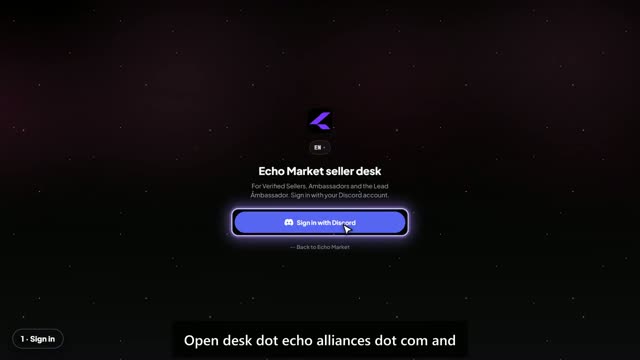 EN
Echo Market seller desk
For Verified Sellers, Ambassadors and the Lead
Ambassador. Sign in with your Discord account.
Sign in with Discord
← Back to Echo Market
1 · Sign in
Open desk dot echo alliances dot com and